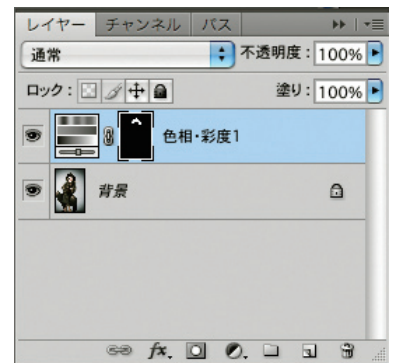 レイヤー チャンネル パス
通常 不透明度： 100%
ロック： 塗り： 100%
色相・彩度1
背景
fx.